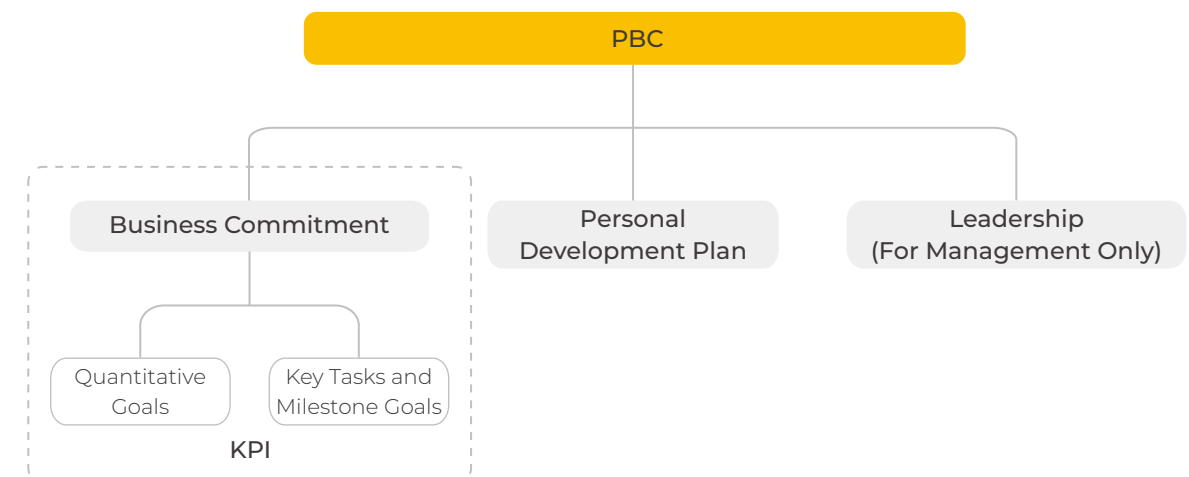 PBC
Business Commitment
Personal
Development Plan
Leadership
(For Management Only)
Quantitative
Goals
Key Tasks and
Milestone Goals
KPI